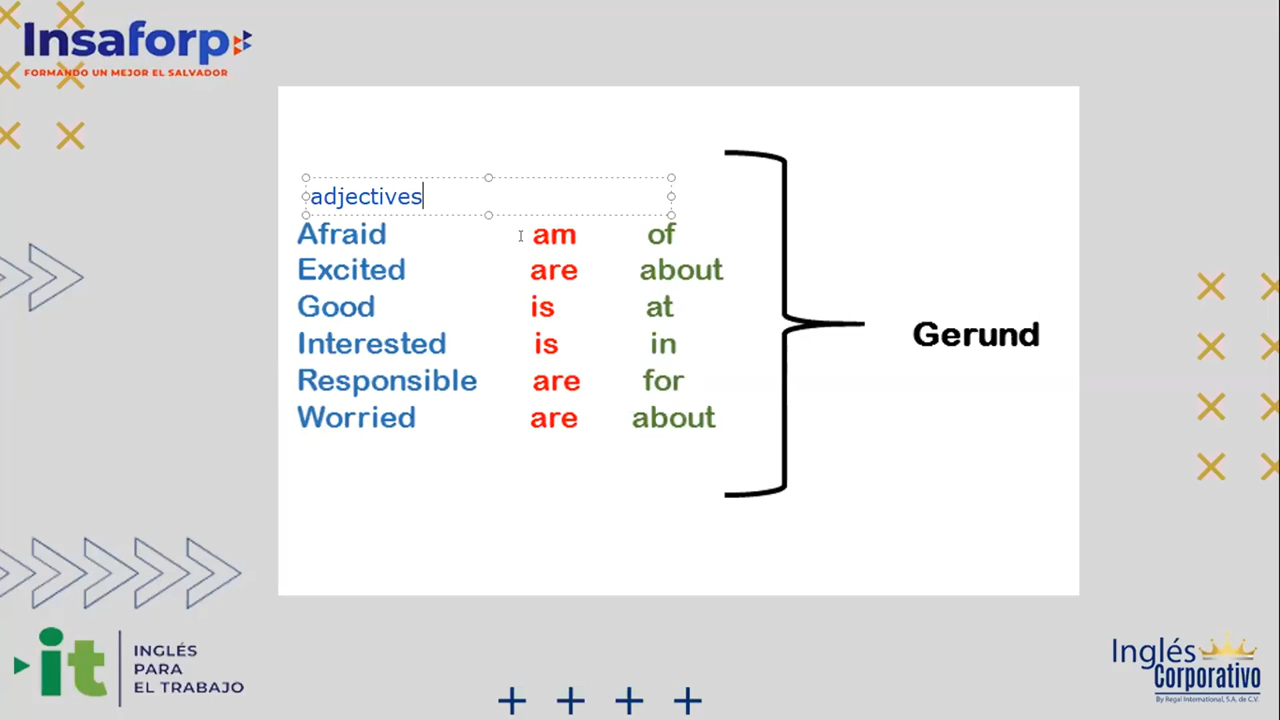 Insaforp
FORMANDO UN MEJOR EL SALVADOR
adjectives
Afraid am of
Excited are about
Good is at
Interested is in
Responsible are for
Worried are about
Gerund
it INGLÉS
PARA
EL TRABAJO
Inglés
Corporativo
By Regal International, S.A. de C.V.